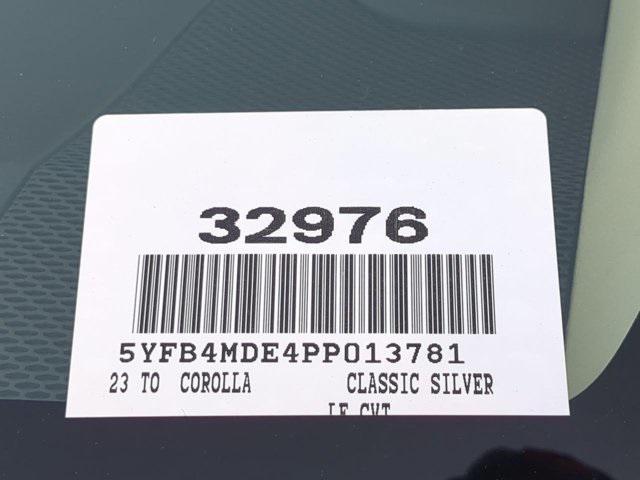 32976
5YFB4MDE4PP013781
23 TO COROLLA CLASSIC SILVER
LE CVT